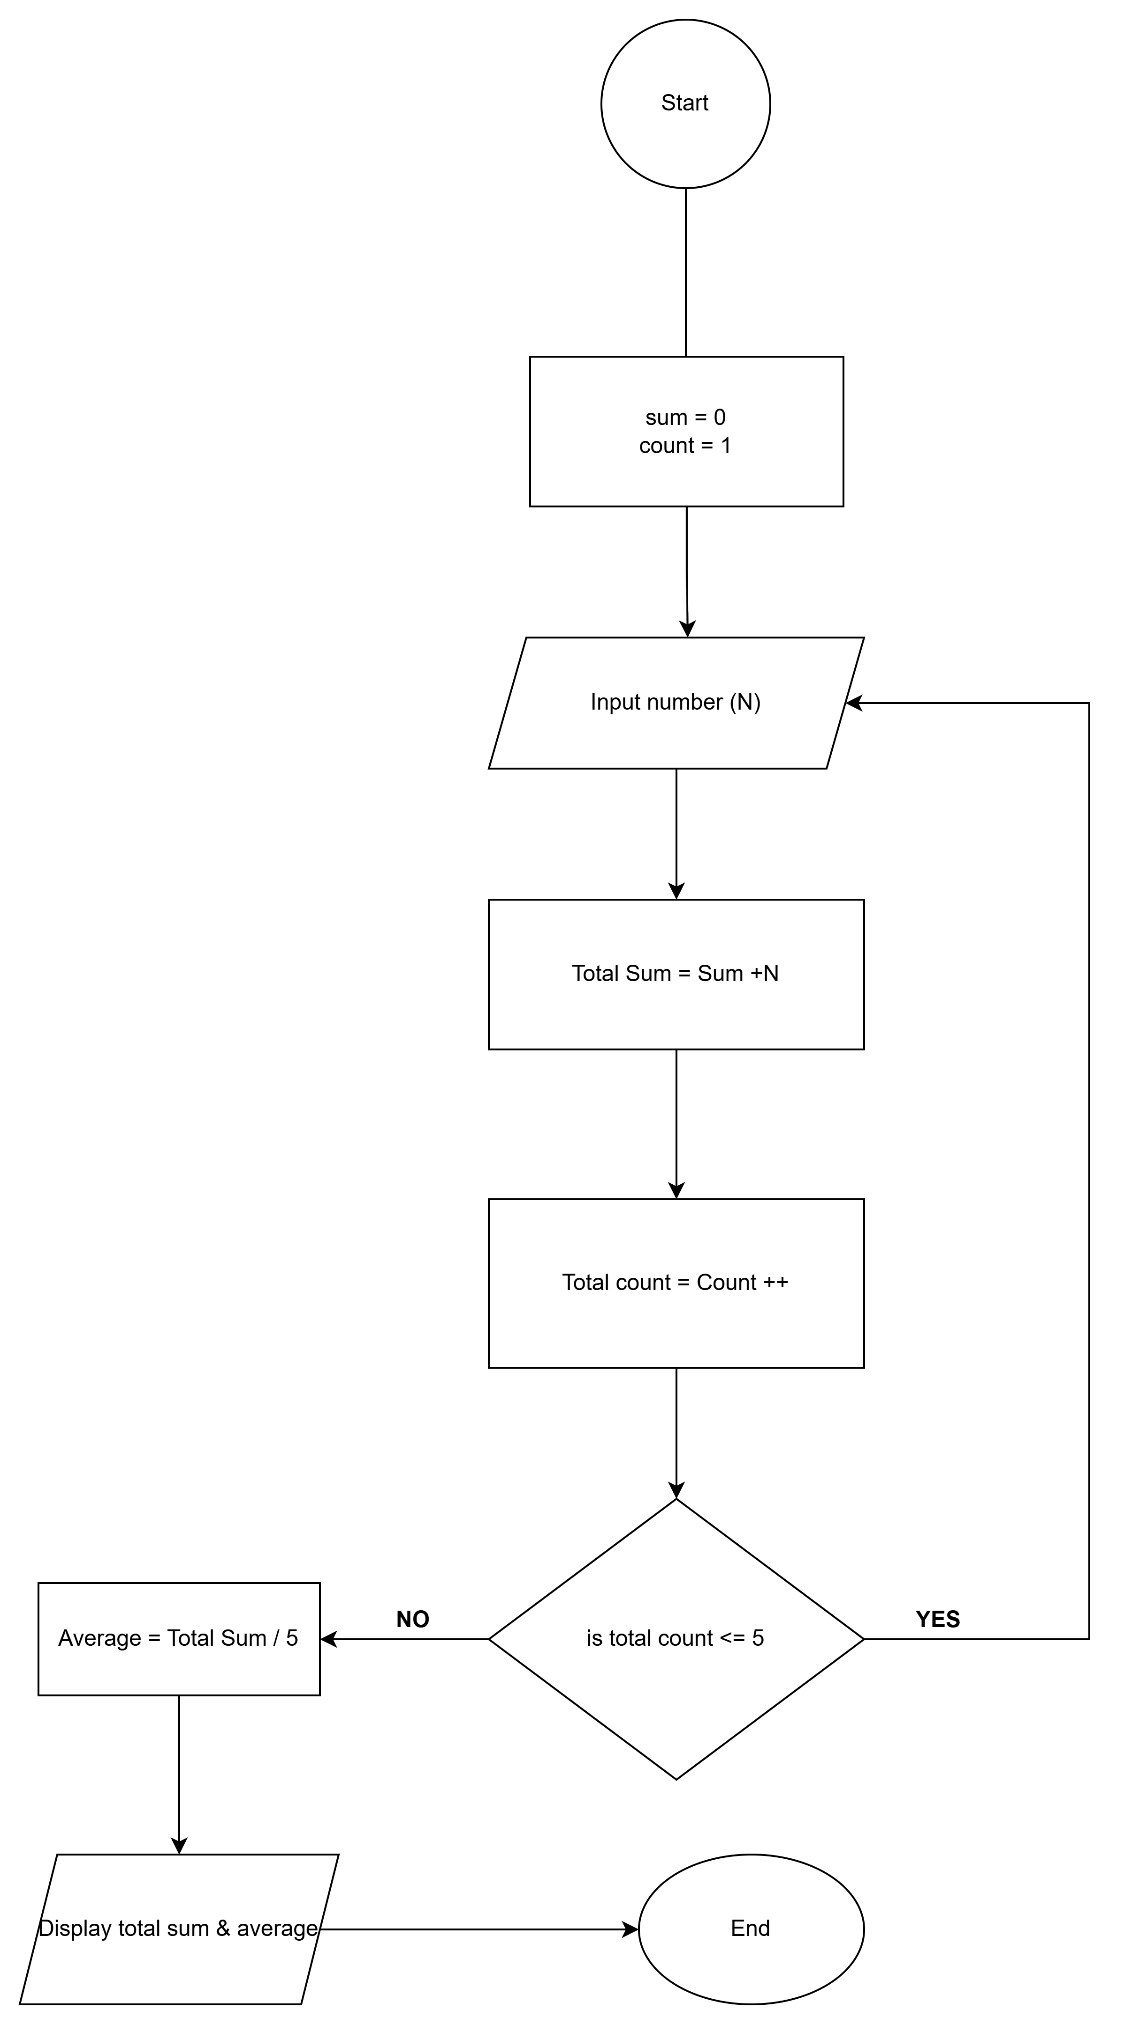 Start
sum = 0
count = 1
Input number (N)
Total Sum = Sum +N
Total count = Count ++
is total count <= 5
YES
NO
Average = Total Sum / 5
Display total sum & average
End